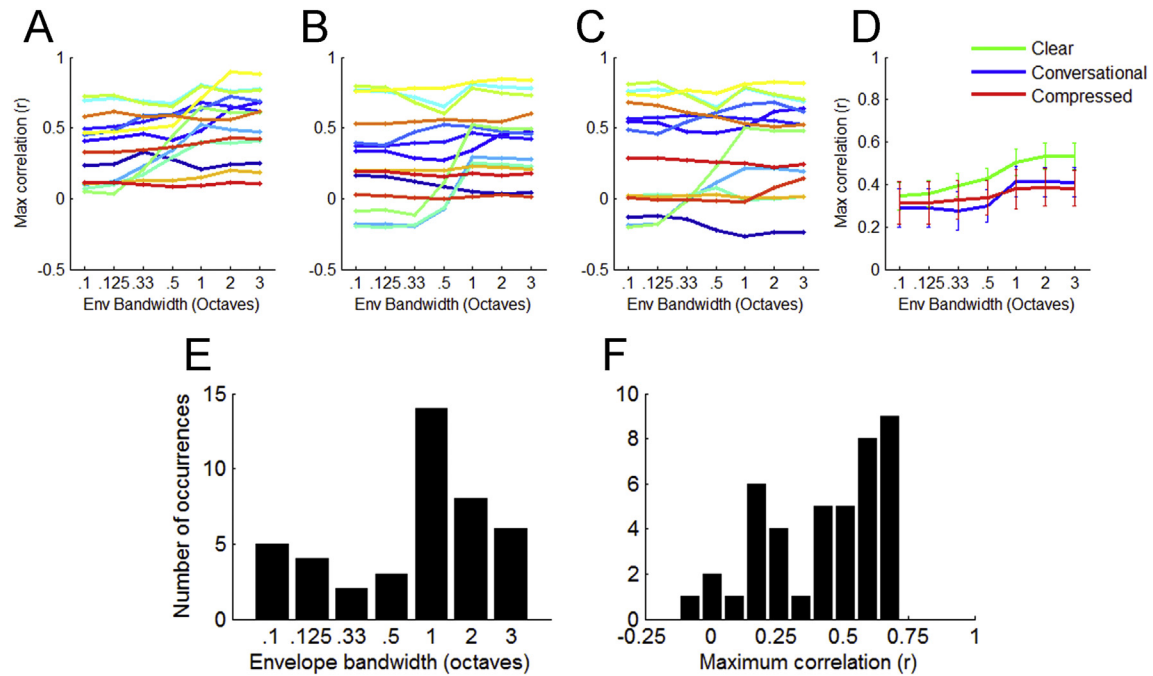 A
B
C
D
Max correlation (r)
1
0.5
0
-0.5
.1 .125 .33 .5 1 2 3
Env Bandwidth (Octaves)
1
0.5
0
-0.5
.1 .125 .33 .5 1 2 3
Env Bandwidth (Octaves)
1
0.5
0
-0.5
.1 .125 .33 .5 1 2 3
Env Bandwidth (Octaves)
Max correlation (r)
1
0.8
0.6
0.4
0.2
0
.1 .125 .33 .5 1 2 3
Env Bandwidth (Octaves)
Clear
Conversational
Compressed
E
Number of occurrences
15
10
5
0
.1 .125 .33 .5 1 2 3
Envelope bandwidth (octaves)
F
10
8
6
4
2
0
-0.25 0 0.25 0.5 0.75 1
Maximum correlation (r)